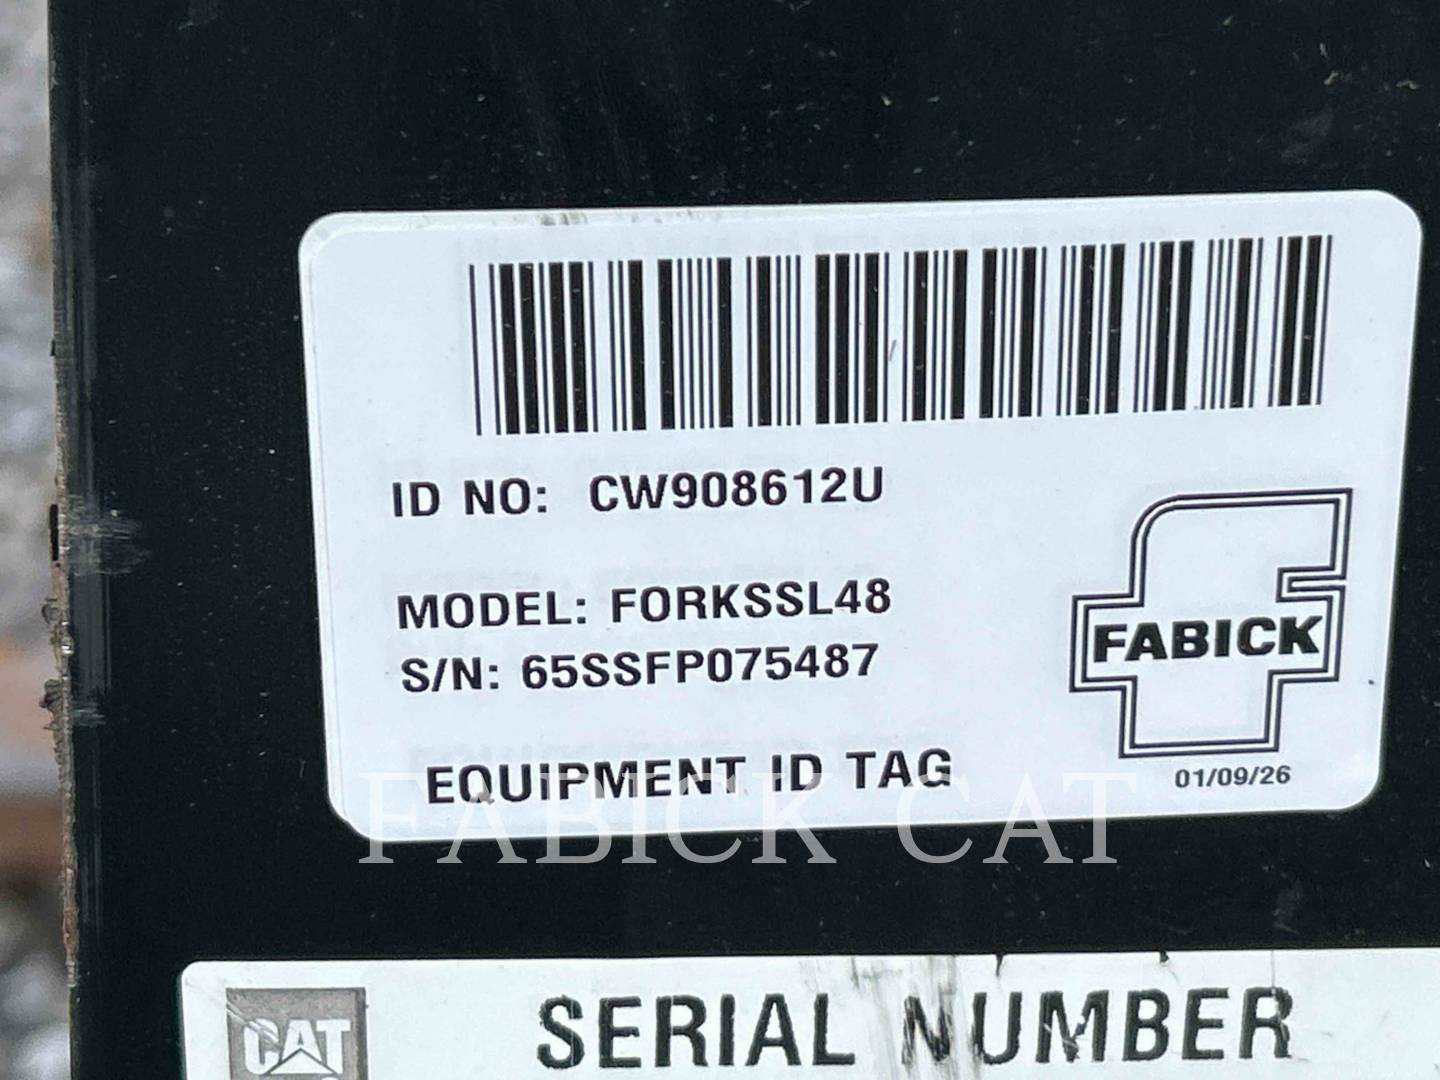 ID NO: CW908612U
MODEL: FORKSSL48
S/N: 65SSFP075487
FABICK
EQUIPMENT ID TAG
01/09/26
FABICK CAT
CAT
SERIAL NUMBER